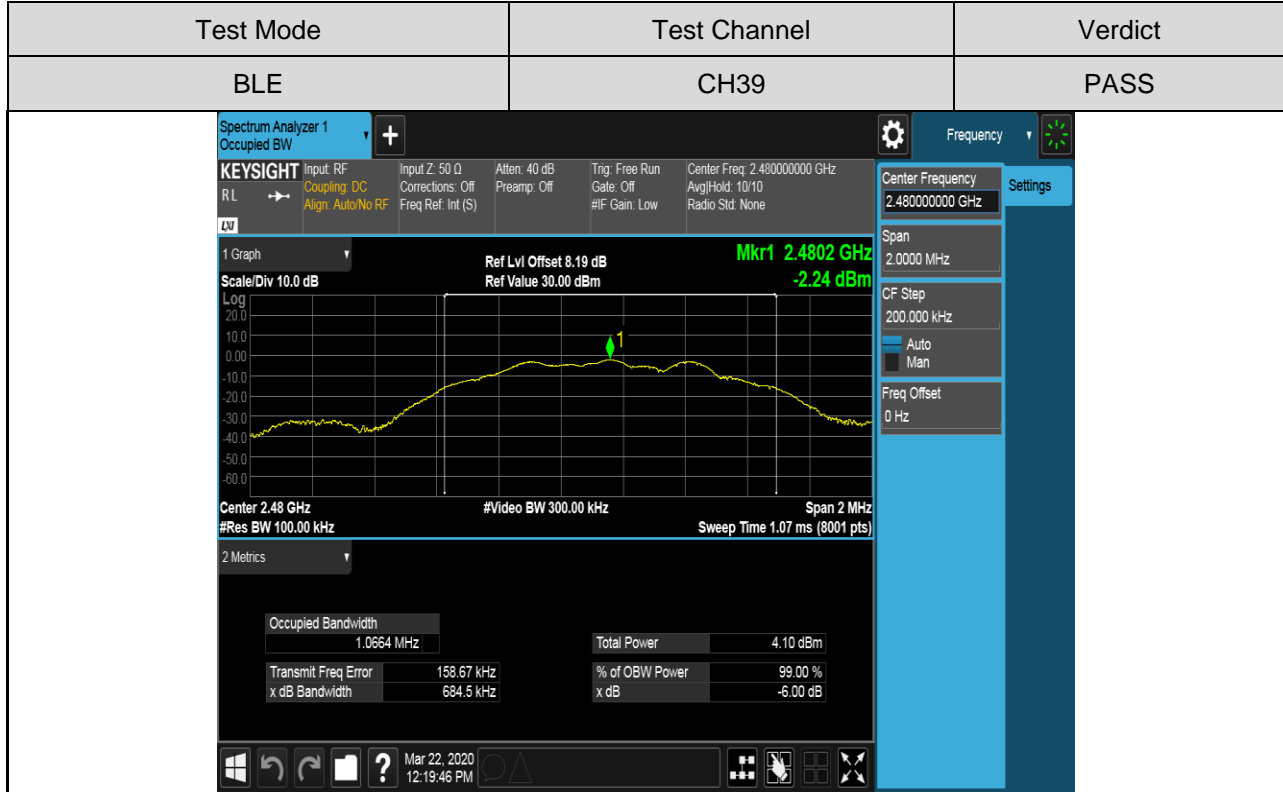 Test Mode Test Channel Verdict
BLE CH39 PASS
Spectrum Analyzer 1
Occupied BW
+
Frequency
KEYSIGHT Input: RF Input Z: 50 Ω Atten: 40 dB Trig: Free Run Center Freq: 2.480000000 GHz
RL Coupling: DC Corrections: Off Preamp: Off Gate: Off Avg|Hold: 10/10
Align: Auto/No RF Freq Ref: Int (S) #IF Gain: Low Radio Std: None
LXI
Center Frequency
2.480000000 GHz
Settings
Span
2.0000 MHz
CF Step
200.000 kHz
Auto
Man
Freq Offset
0 Hz
1 Graph Ref Lvl Offset 8.19 dB Mkr1 2.4802 GHz
Scale/Div 10.0 dB Ref Value 30.00 dBm -2.24 dBm
Log
20.0
10.0
1
0.00
-10.0
-20.0
-30.0
-40.0
-50.0
-60.0
Center 2.48 GHz #Video BW 300.00 kHz Span 2 MHz
#Res BW 100.00 kHz Sweep Time 1.07 ms (8001 pts)
2 Metrics
Occupied Bandwidth
1.0664 MHz Total Power 4.10 dBm
Transmit Freq Error 158.67 kHz % of OBW Power 99.00 %
x dB Bandwidth 684.5 kHz x dB -6.00 dB
? Mar 22, 2020
12:19:46 PM